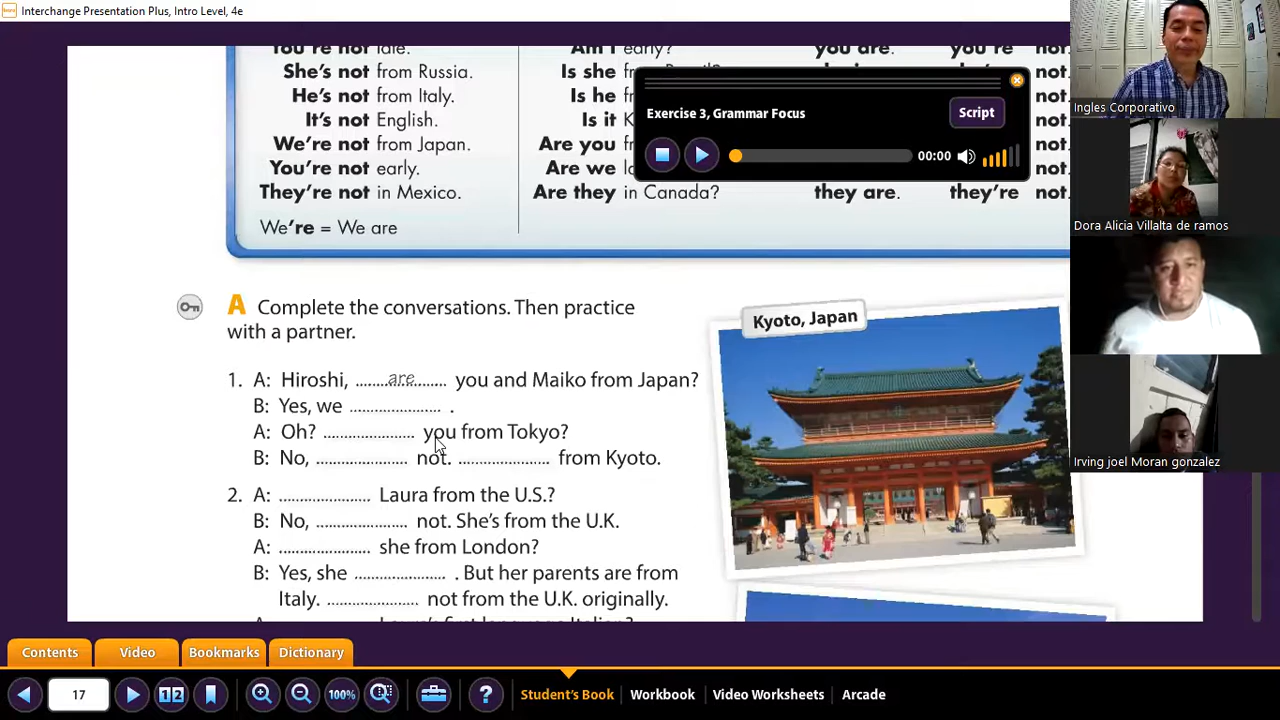 Interchange Presentation Plus, Intro Level, 4e
You're not late.
She's not from Russia.
He's not from Italy.
It's not English.
We're not from Japan.
You're not early.
They're not in Mexico.
We're = We are
Am I early?
Is she
Is he
Is it
Are you
Are we
Are they in Canada?
you are.
they are.
you're not.
they're not.
Exercise 3, Grammar Focus
Script
00:00
A Complete the conversations. Then practice
with a partner.
1. A: Hiroshi, ........are........ you and Maiko from Japan?
B: Yes, we ...................... .
A: Oh? ...................... you from Tokyo?
B: No, ...................... not. ...................... from Kyoto.
2. A: ...................... Laura from the U.S.?
B: No, ...................... not. She's from the U.K.
A: ...................... she from London?
B: Yes, she ...................... . But her parents are from
Italy. ...................... not from the U.K. originally.
Kyoto, Japan
Ingles Corporativo
Dora Alicia Villalta de ramos
Irving joel Moran gonzalez
Contents
Video
Bookmarks
Dictionary
17
1 2
100%
?
Student's Book
Workbook
Video Worksheets
Arcade